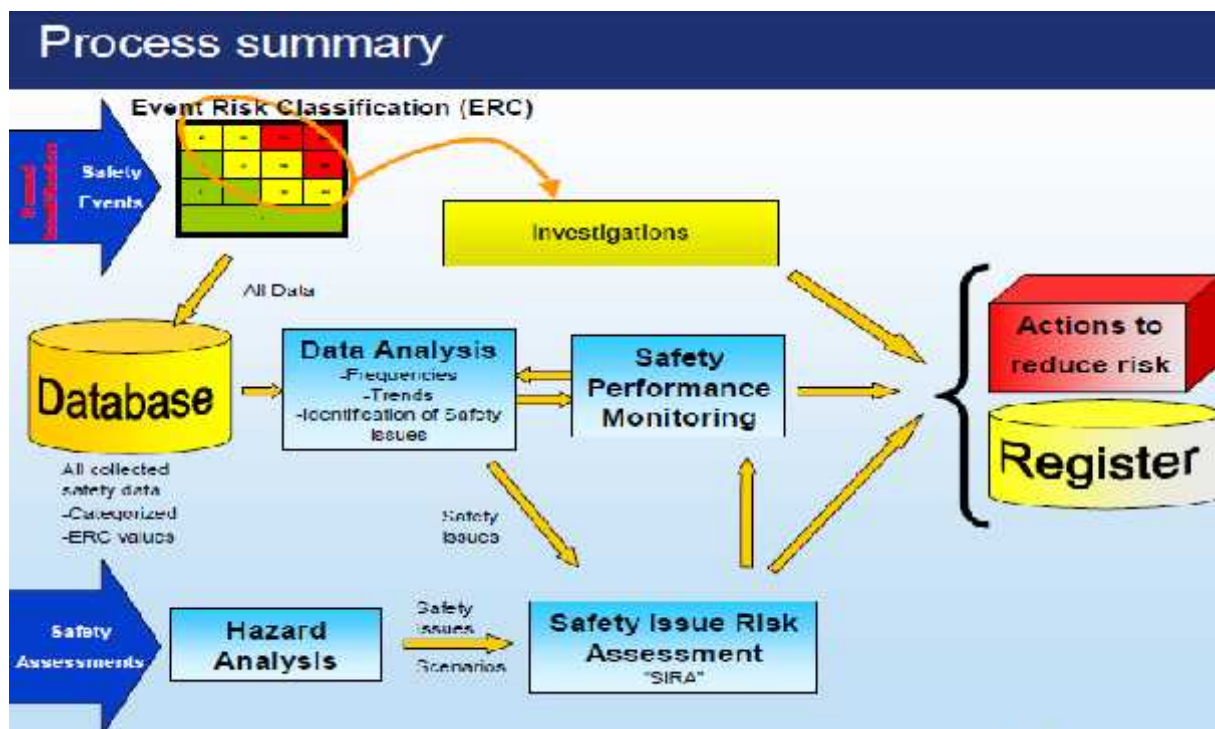 Process summary
Event Risk Classification (ERC)
Safety
Events
Investigations
All Data
Database
Data Analysis
-Frequencies
-Trends
-Identification of Safety
Issues
Safety
Performance
Monitoring
Actions to
reduce risk
Register
All collected
safety data
-Categorized
-ERC values
Safety
Issues
Safety
Assessments
Hazard
Analysis
Safety
Issues
Scenarios
Safety Issue Risk
Assessment
"SIRA"